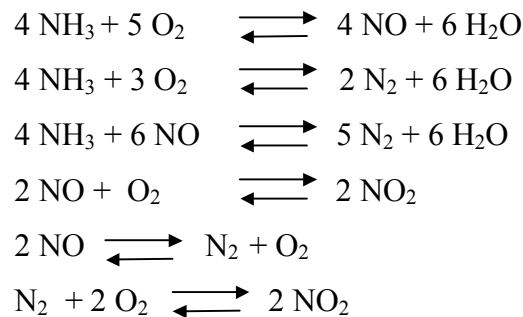 4 NH₃ + 5 O₂ ⇌ 4 NO + 6 H₂O
4 NH₃ + 3 O₂ ⇌ 2 N₂ + 6 H₂O
4 NH₃ + 6 NO ⇌ 5 N₂ + 6 H₂O
2 NO + O₂ ⇌ 2 NO₂
2 NO ⇌ N₂ + O₂
N₂ + 2 O₂ ⇌ 2 NO₂